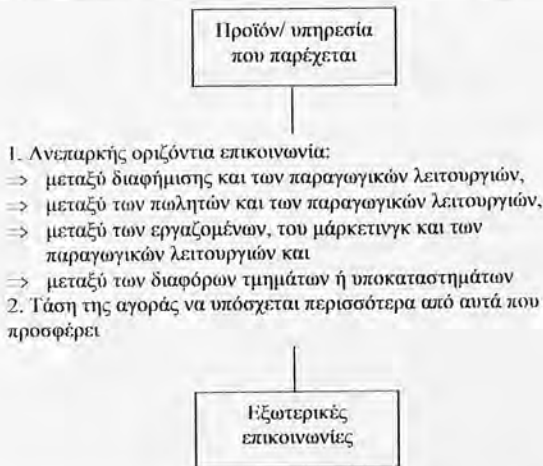 Προϊόν/ υπηρεσία
που παρέχεται
1. Ανεπαρκής οριζόντια επικοινωνία:
=> μεταξύ διαφήμισης και των παραγωγικών λειτουργιών,
=> μεταξύ των πωλητών και των παραγωγικών λειτουργιών,
=> μεταξύ των εργαζομένων, του μάρκετινγκ και των
παραγωγικών λειτουργιών και
=> μεταξύ των διαφόρων τμημάτων ή υποκαταστημάτων
2. Τάση της αγοράς να υπόσχεται περισσότερα από αυτά που
προσφέρει
Εξωτερικές
επικοινωνίες